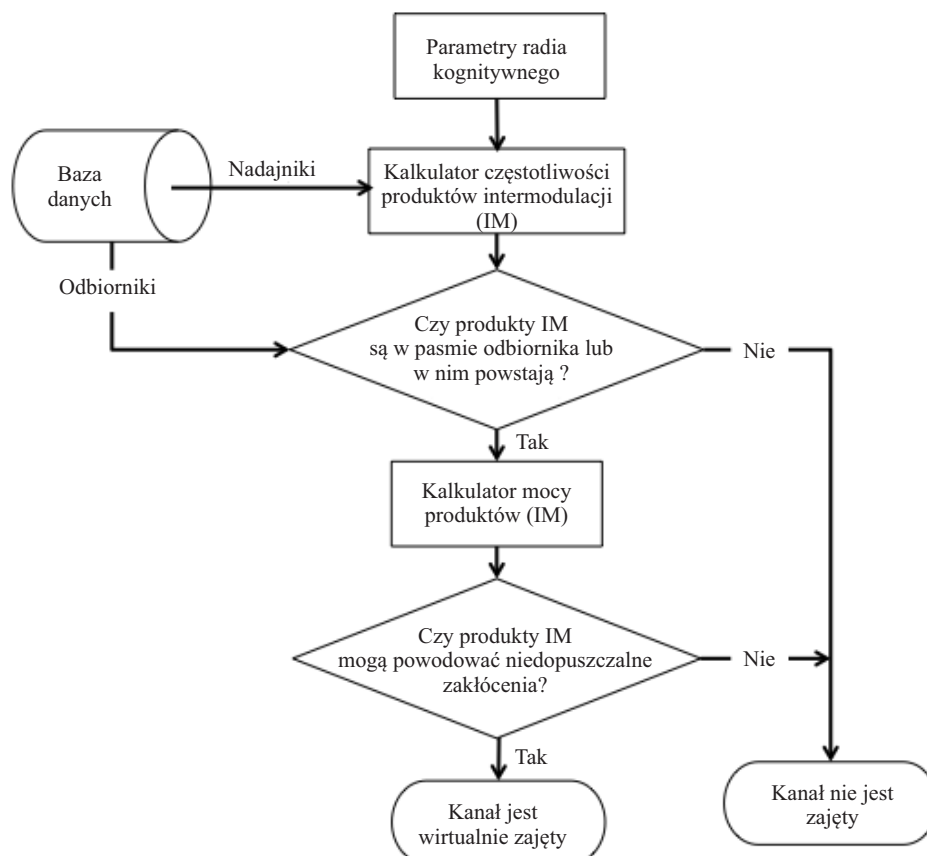 Parametry radia
kognitywnego
Baza
danych
Nadajniki
Kalkulator częstotliwości
produktów intermodulacji
(IM)
Odbiorniki
Czy produkty IM
są w pasmie odbiornika lub
w nim powstają ?
Nie
Tak
Kalkulator mocy
produktów (IM)
Czy produkty IM
mogą powodować niedopuszczalne
zakłócenia?
Nie
Tak
Kanał jest
wirtualnie zajęty
Kanał nie jest
zajęty